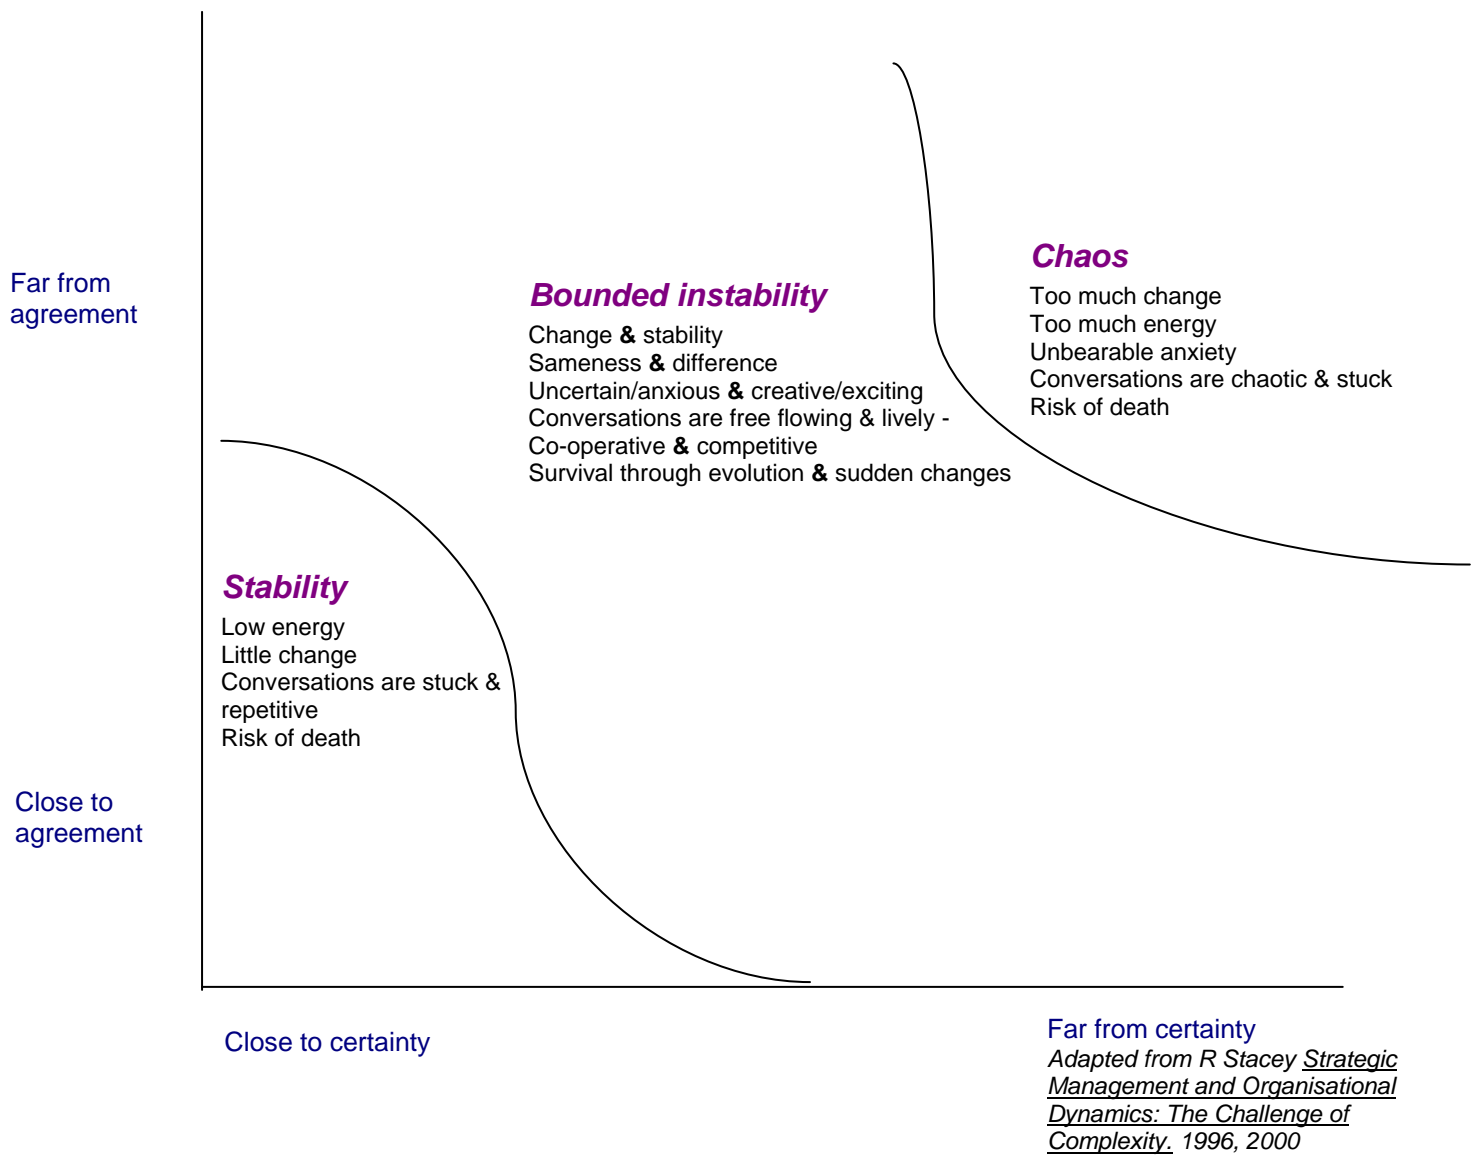 Far from
agreement
Bounded instability
Change & stability
Sameness & difference
Uncertain/anxious & creative/exciting
Conversations are free flowing & lively -
Co-operative & competitive
Survival through evolution & sudden changes
Chaos
Too much change
Too much energy
Unbearable anxiety
Conversations are chaotic & stuck
Risk of death
Stability
Low energy
Little change
Conversations are stuck &
repetitive
Risk of death
Close to
agreement
Close to certainty
Far from certainty
Adapted from R Stacey Strategic
Management and Organisational
Dynamics: The Challenge of
Complexity. 1996, 2000